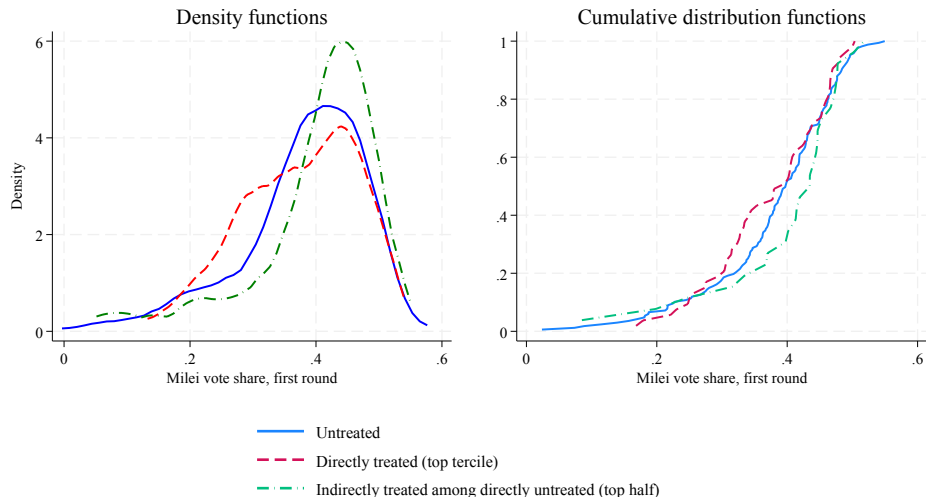 Density functions
6
4
2
0
Density
0
.2
.4
.6
Milei vote share, first round
Cumulative distribution functions
1
.8
.6
.4
.2
0
0
.2
.4
.6
Milei vote share, first round
Untreated
Directly treated (top tercile)
Indirectly treated among directly untreated (top half)